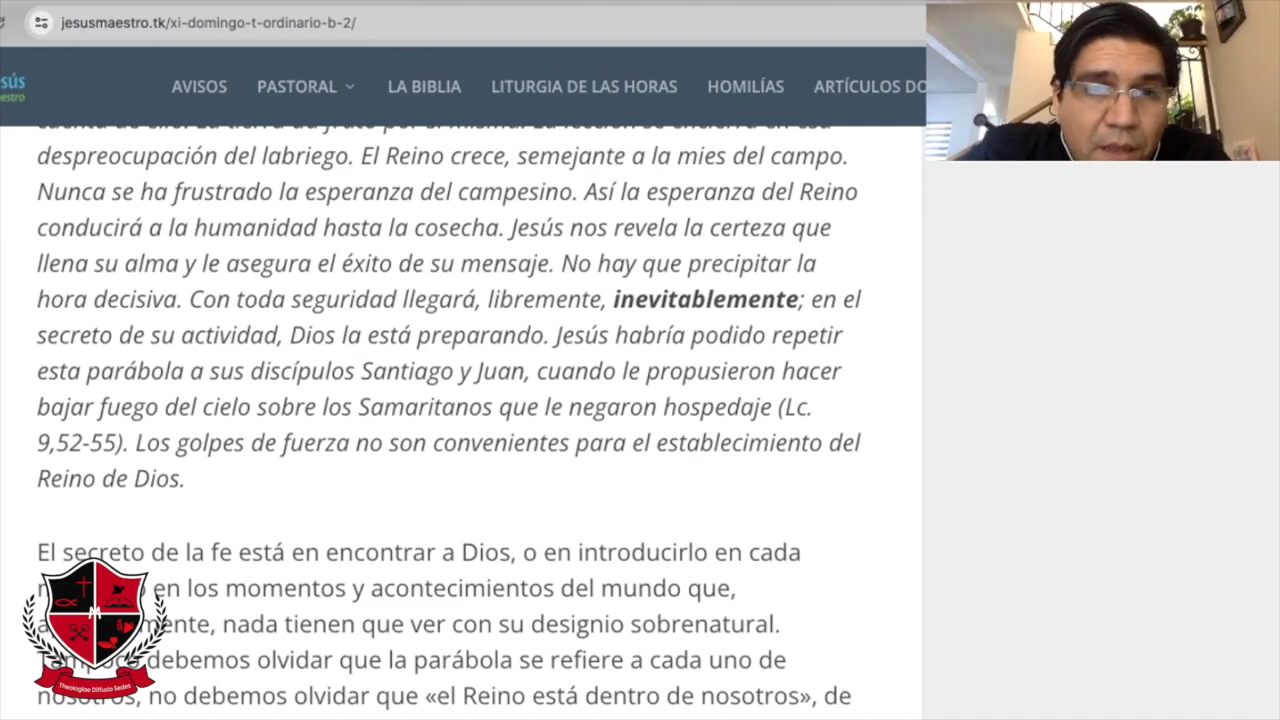 jesusmaestro.tk/xi-domingo-t-ordinario-b-2/
AVISOS PASTORAL LA BIBLIA LITURGIA DE LAS HORAS HOMILÍAS ARTÍCULOS
despreocupación del labriego. El Reino crece, semejante a la mies del campo.
Nunca se ha frustrado la esperanza del campesino. Así la esperanza del Reino
conducirá a la humanidad hasta la cosecha. Jesús nos revela la certeza que
llena su alma y le asegura el éxito de su mensaje. No hay que precipitar la
hora decisiva. Con toda seguridad llegará, libremente, inevitablemente; en el
secreto de su actividad, Dios la está preparando. Jesús habría podido repetir
esta parábola a sus discípulos Santiago y Juan, cuando le propusieron hacer
bajar fuego del cielo sobre los Samaritanos que le negaron hospedaje (Lc.
9,52-55). Los golpes de fuerza no son convenientes para el establecimiento del
Reino de Dios.
El secreto de la fe está en encontrar a Dios, o en introducirlo en cada
en los momentos y acontecimientos del mundo que,
nada tienen que ver con su designio sobrenatural.
Tampoco debemos olvidar que la parábola se refiere a cada uno de
nosotros, no debemos olvidar que «el Reino está dentro de nosotros», de
Theologiae Diffusio Sedes